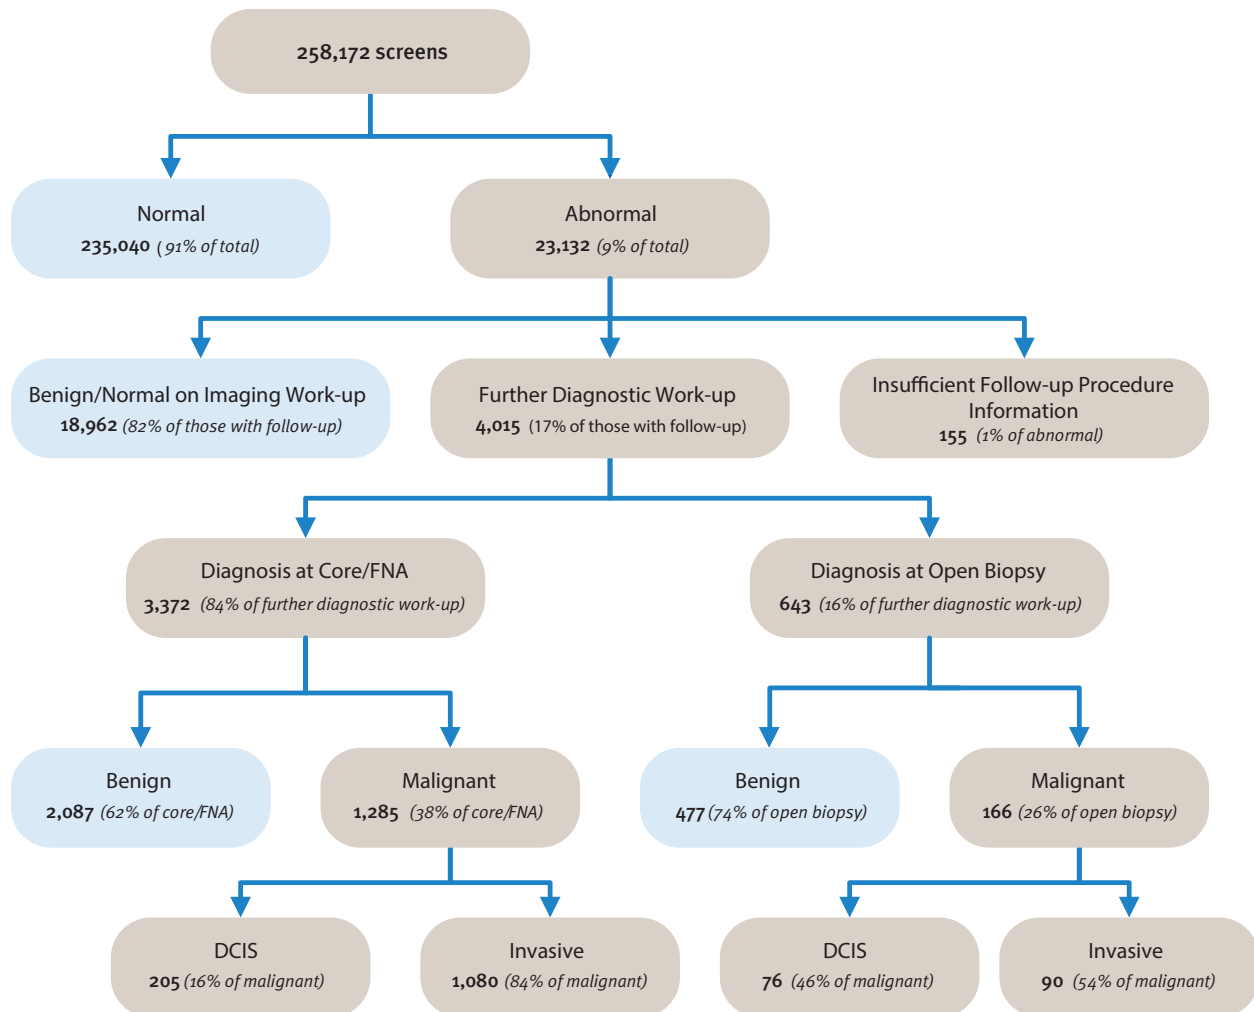 258,172 screens
Normal
235,040 ( 91% of total)
Abnormal
23,132 (9% of total)
Benign/Normal on Imaging Work-up
18,962 (82% of those with follow-up)
Further Diagnostic Work-up
4,015 (17% of those with follow-up)
Insufficient Follow-up Procedure
Information
155 (1% of abnormal)
Diagnosis at Core/FNA
3,372 (84% of further diagnostic work-up)
Diagnosis at Open Biopsy
643 (16% of further diagnostic work-up)
Benign
2,087 (62% of core/FNA)
Malignant
1,285 (38% of core/FNA)
Benign
477 (74% of open biopsy)
Malignant
166 (26% of open biopsy)
DCIS
205 (16% of malignant)
Invasive
1,080 (84% of malignant)
DCIS
76 (46% of malignant)
Invasive
90 (54% of malignant)